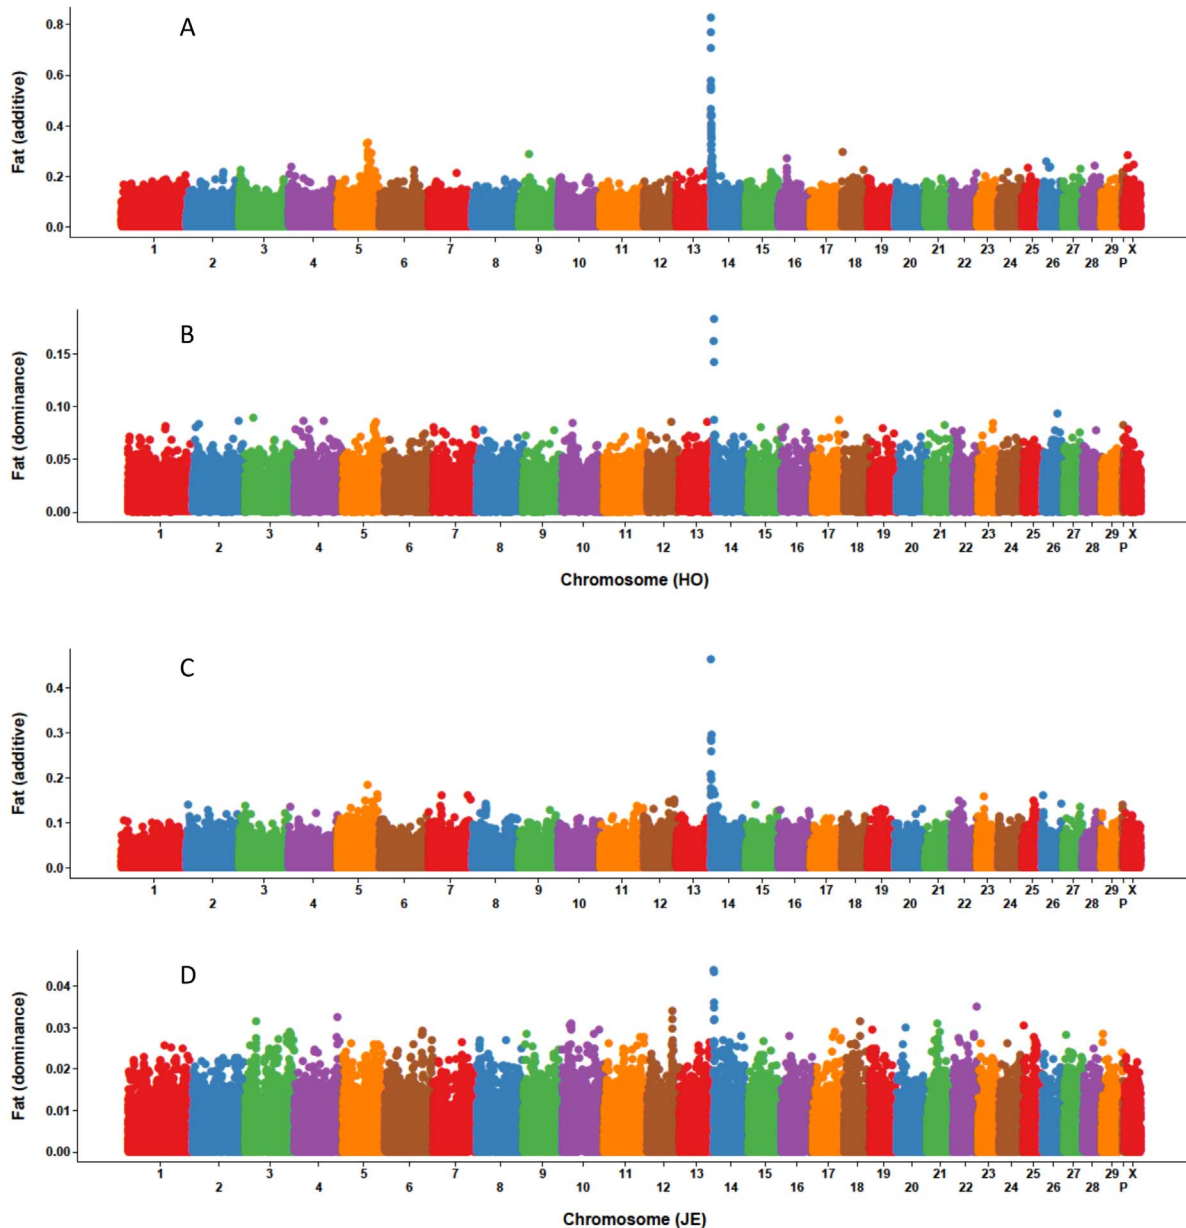 A
Fat (additive)
0.8
0.6
0.4
0.2
0.0
1 3 5 7 9 11 13 15 17 19 21 23 25 27 29 X
2 4 6 8 10 12 14 16 18 20 22 24 26 28 P
B
Fat (dominance)
0.15
0.10
0.05
0.00
1 3 5 7 9 11 13 15 17 19 21 23 25 27 29 X
2 4 6 8 10 12 14 16 18 20 22 24 26 28 P
Chromosome (HO)
C
Fat (additive)
0.4
0.3
0.2
0.1
0.0
1 3 5 7 9 11 13 15 17 19 21 23 25 27 29 X
2 4 6 8 10 12 14 16 18 20 22 24 26 28 P
D
Fat (dominance)
0.04
0.03
0.02
0.01
0.00
1 3 5 7 9 11 13 15 17 19 21 23 25 27 29 X
2 4 6 8 10 12 14 16 18 20 22 24 26 28 P
Chromosome (JE)